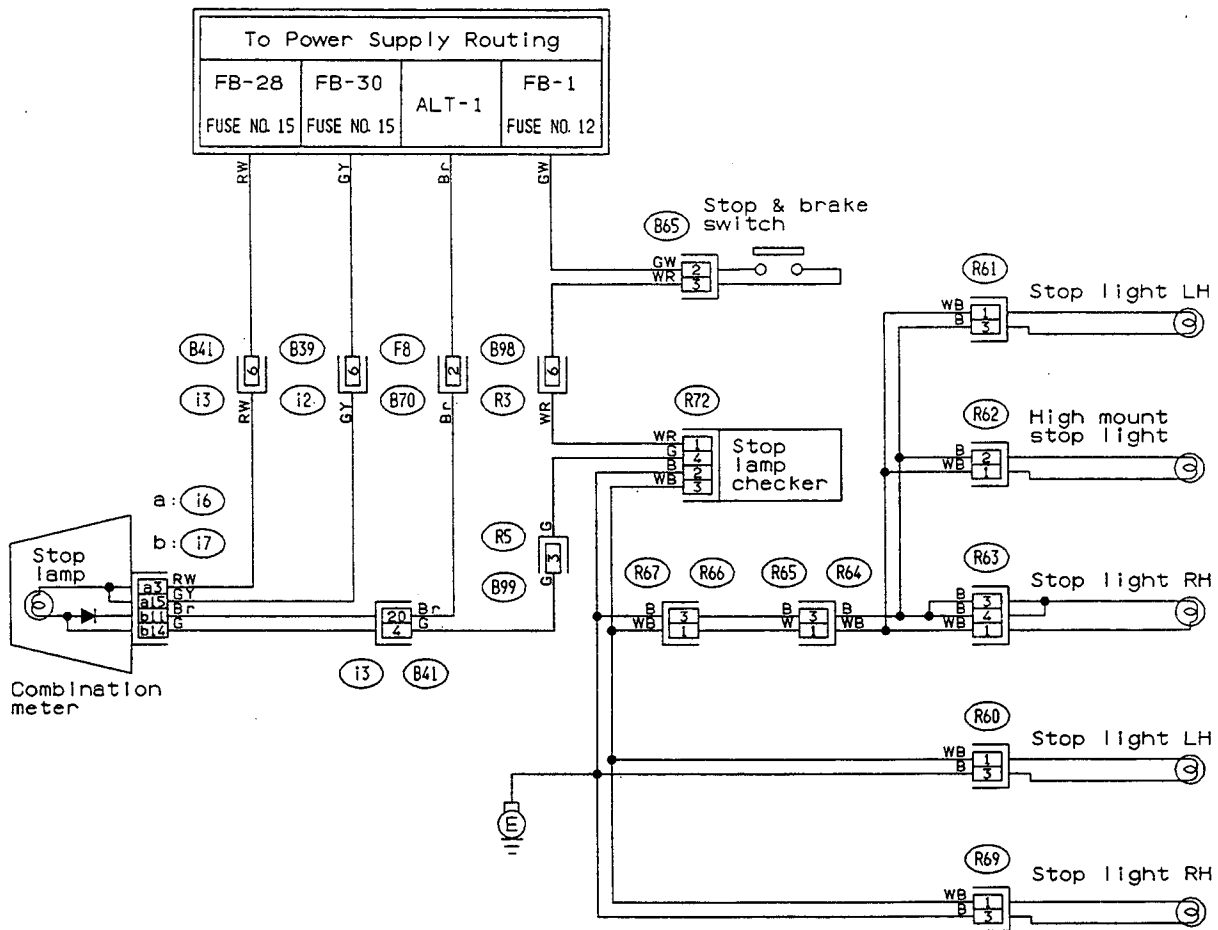 To Power Supply Routing
FB-28 FB-30 ALT-1 FB-1
FUSE NO. 15 FUSE NO. 15 FUSE NO. 12
RW GY Br GW
Stop & brake
switch
B65
GW 2
WR 3
R61
Stop light LH
WB 1
B 3
B41 B39 F8 B98
6 6 2 6
i3 i2 B70 R3
RW GY Br WR
R72
WR 1
G 4
B 2
WB 3
Stop
lamp
checker
R62
High mount
stop light
B 2
WB 1
a: i6
b: i7
Stop
lamp
a3 RW
a15 GY
b11 Br
b14 G
Combination
meter
20 Br
4 G
i3 B41
G
R5
3
B99
G
R67 R66 R65 R64
B 3 B 3 B
WB 1 W 1 WB
R63
Stop light RH
B 3
B 4
WB 1
R60
Stop light LH
WB 1
B 3
E
R69
Stop light RH
WB 1
B 3